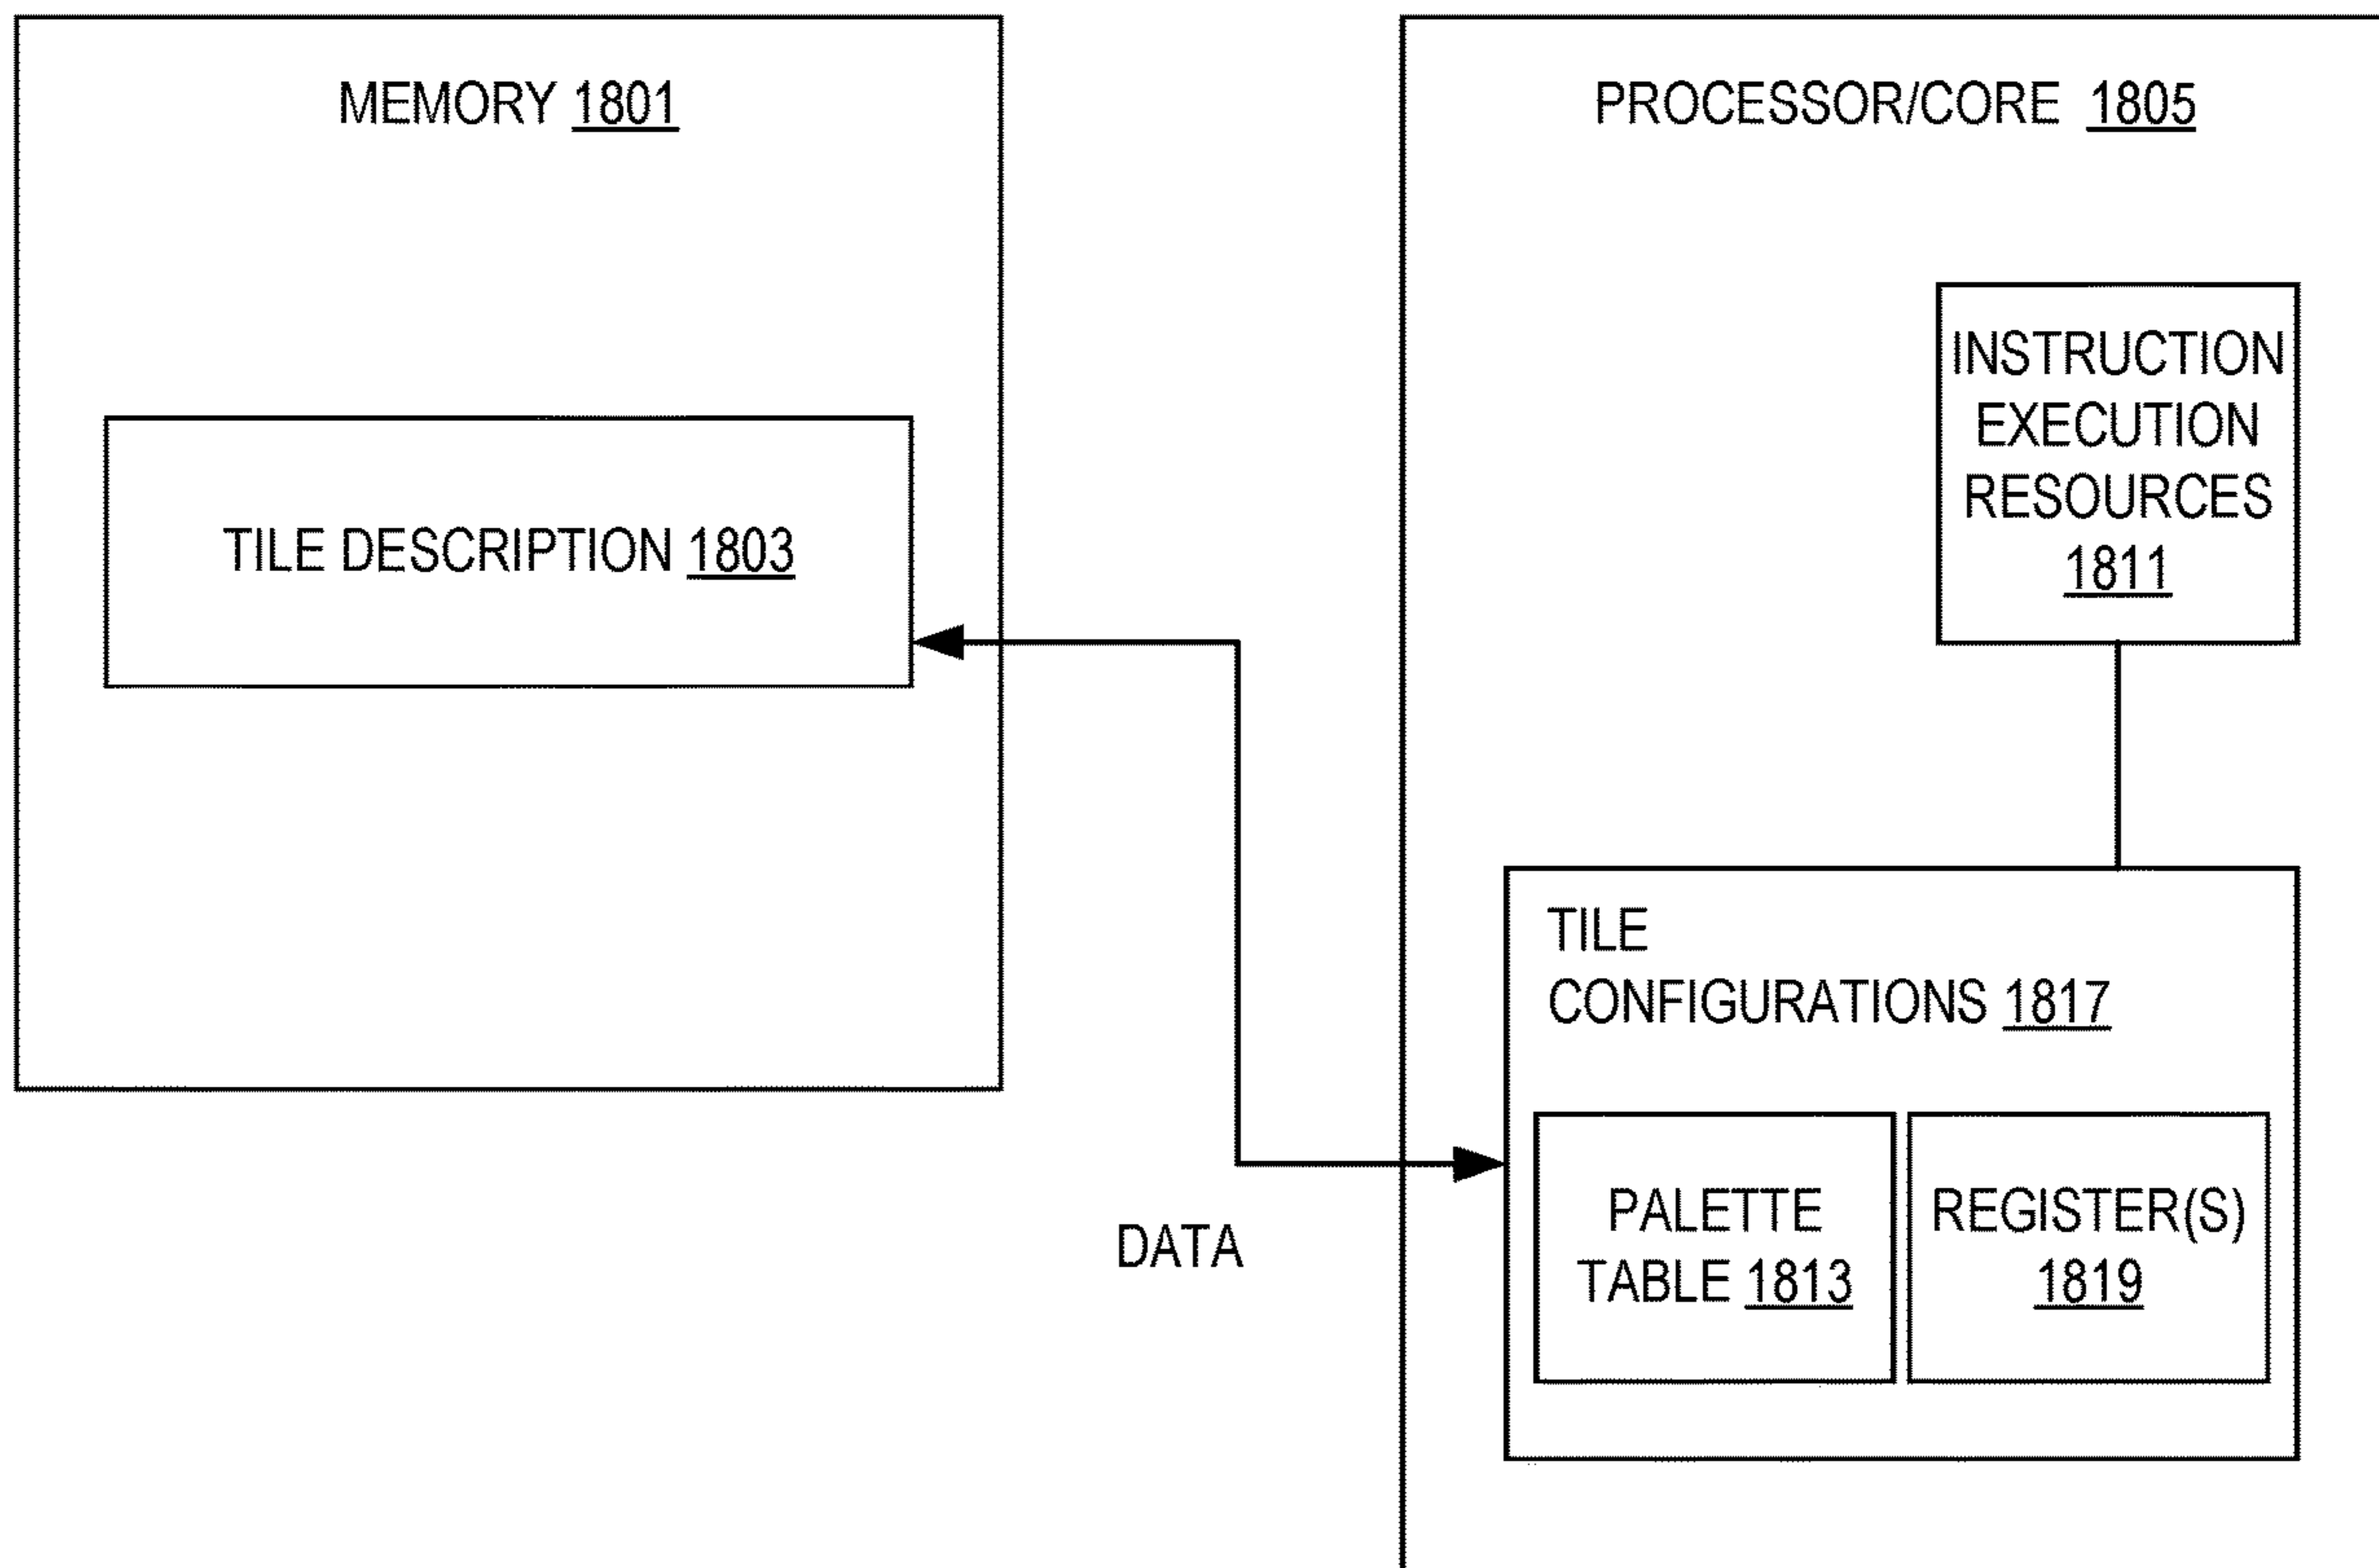 MEMORY 1801
PROCESSOR/CORE 1805
INSTRUCTION
EXECUTION
RESOURCES
1811
TILE DESCRIPTION 1803
TILE
CONFIGURATIONS 1817
DATA
PALETTE
TABLE 1813
REGISTER(S)
1819